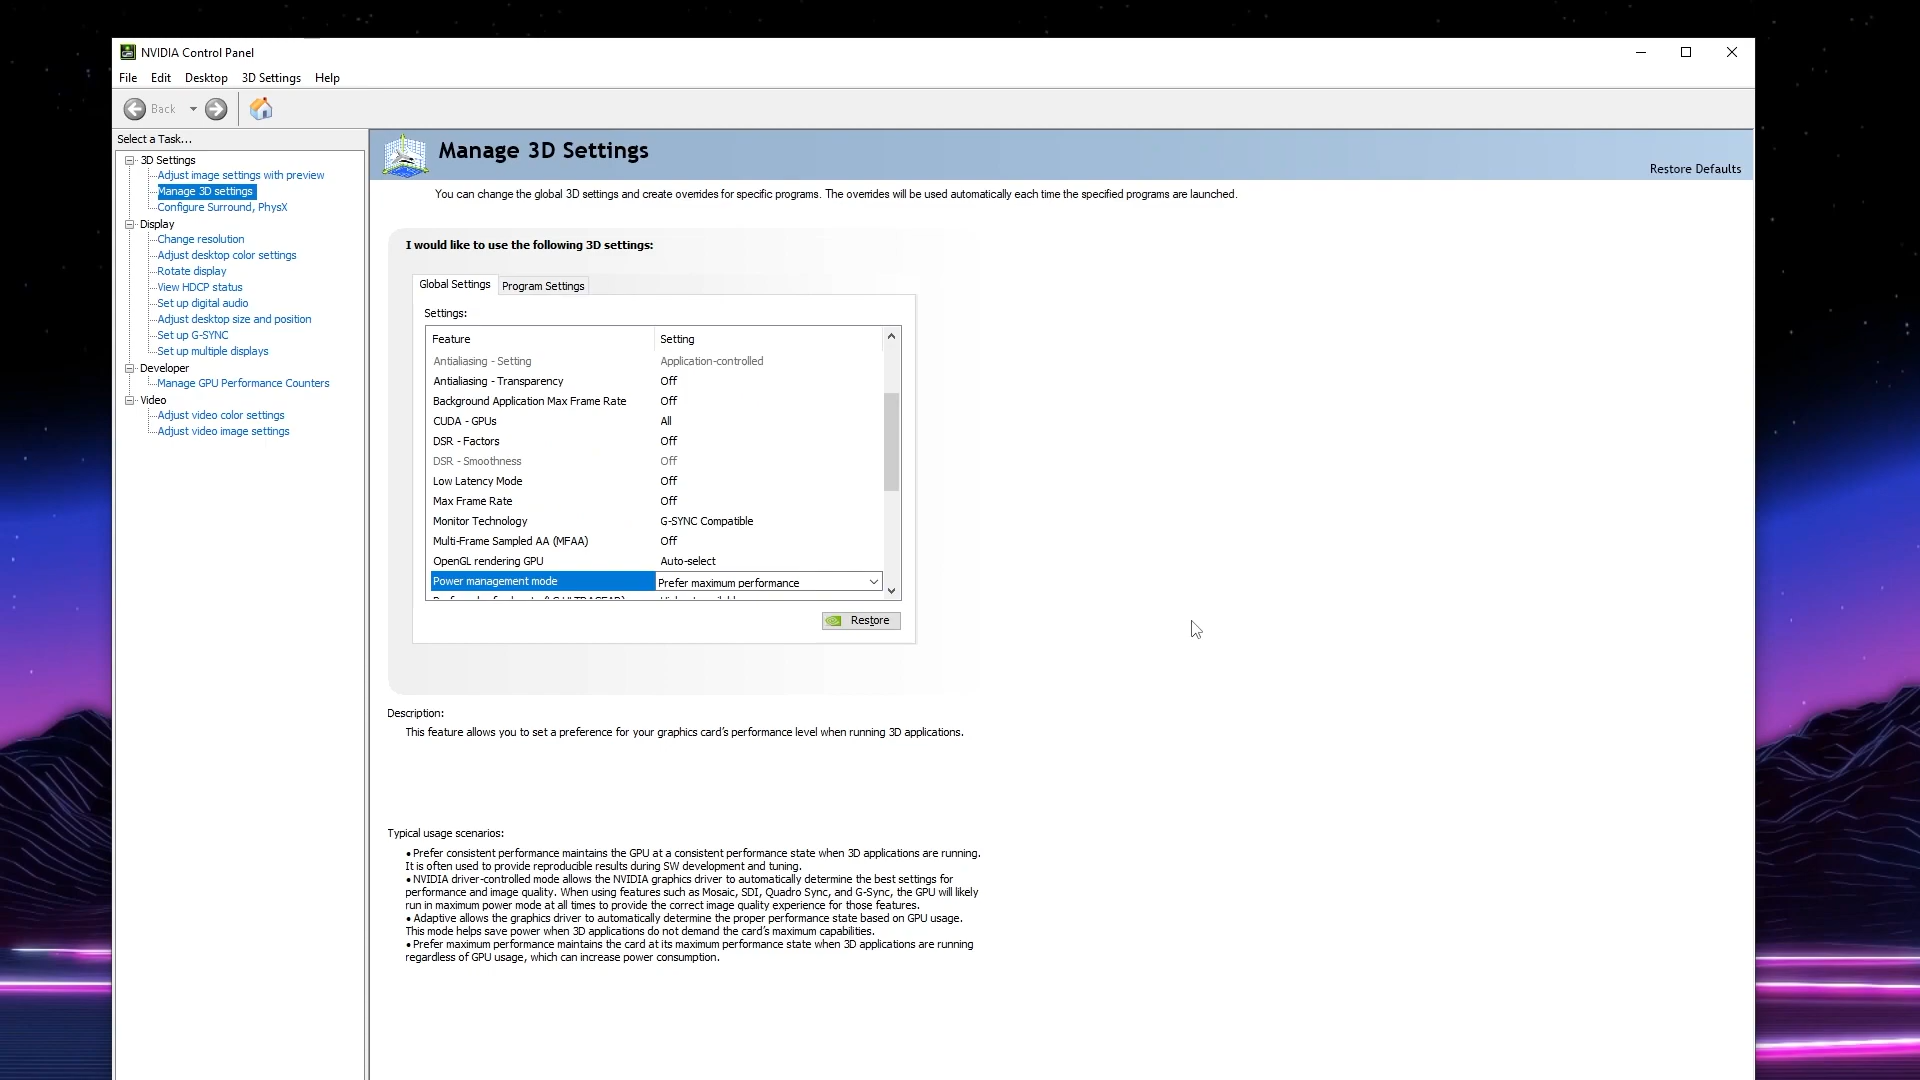 NVIDIA Control Panel
File Edit Desktop 3D Settings Help
Back
Select a Task...
3D Settings
Adjust image settings with preview
Manage 3D settings
Configure Surround, PhysX
Display
Change resolution
Adjust desktop color settings
Rotate display
View HDCP status
Set up digital audio
Adjust desktop size and position
Set up G-SYNC
Set up multiple displays
Developer
Manage GPU Performance Counters
Video
Adjust video color settings
Adjust video image settings
Manage 3D Settings
Restore Defaults
You can change the global 3D settings and create overrides for specific programs. The overrides will be used automatically each time the specified programs are launched.
I would like to use the following 3D settings:
Global Settings Program Settings
Settings:
Feature Setting
Antialiasing - Setting Application-controlled
Antialiasing - Transparency Off
Background Application Max Frame Rate Off
CUDA - GPUs All
DSR - Factors Off
DSR - Smoothness Off
Low Latency Mode Off
Max Frame Rate Off
Monitor Technology G-SYNC Compatible
Multi-Frame Sampled AA (MFAA) Off
OpenGL rendering GPU Auto-select
Power management mode Prefer maximum performance
Restore
Description:
This feature allows you to set a preference for your graphics card's performance level when running 3D applications.
Typical usage scenarios:
• Prefer consistent performance maintains the GPU at a consistent performance state when 3D applications are running.
It is often used to provide reproducible results during SW development and tuning.
• NVIDIA driver-controlled mode allows the NVIDIA graphics driver to automatically determine the best settings for
performance and image quality. When using features such as Mosaic, SDI, Quadro Sync, and G-Sync, the GPU will likely
run in maximum power mode at all times to provide the correct image quality experience for those features.
• Adaptive allows the graphics driver to automatically determine the proper performance state based on GPU usage.
This mode helps save power when 3D applications do not demand the card's maximum capabilities.
• Prefer maximum performance maintains the card at its maximum performance state when 3D applications are running
regardless of GPU usage, which can increase power consumption.